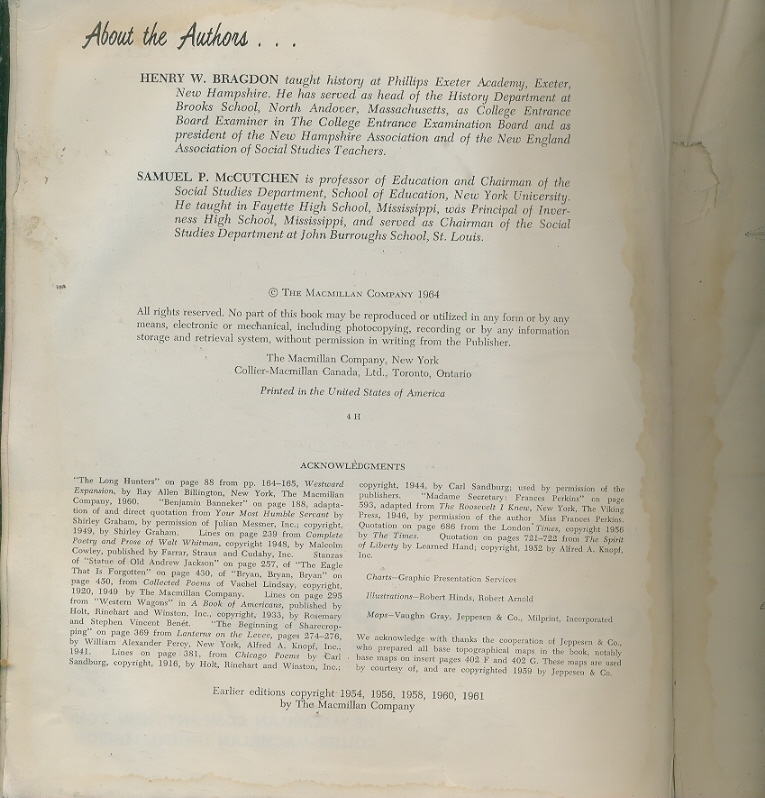 About the Authors . . .
HENRY W. BRAGDON taught history at Phillips Exeter Academy, Exeter,
New Hampshire. He has served as head of the History Department at
Brooks School, North Andover, Massachusetts, as College Entrance
Board Examiner in The College Entrance Examination Board and as
president of the New Hampshire Association and of the New England
Association of Social Studies Teachers.
SAMUEL P. McCUTCHEN is professor of Education and Chairman of the
Social Studies Department, School of Education, New York University.
He taught in Fayette High School, Mississippi, was Principal of Inver-
ness High School, Mississippi, and served as Chairman of the Social
Studies Department at John Burroughs School, St. Louis.
© THE MACMILLAN COMPANY 1964
All rights reserved. No part of this book may be reproduced or utilized in any form or by any
means, electronic or mechanical, including photocopying, recording or by any information
storage and retrieval system, without permission in writing from the Publisher.
The Macmillan Company, New York
Collier-Macmillan Canada, Ltd., Toronto, Ontario
Printed in the United States of America
4 H
ACKNOWLEDGMENTS
"The Long Hunters" on page 88 from pp. 164–165, Westward
Expansion, by Ray Allen Billington, New York, The Macmillan
Company, 1960. "Benjamin Banneker" on page 188, adapta-
tion of and direct quotation from Your Most Humble Servant by
Shirley Graham, by permission of Julian Messner, Inc.; copyright,
1949, by Shirley Graham. Lines on page 239 from Complete
Poetry and Prose of Walt Whitman, copyright 1948, by Malcolm
Cowley, published by Farrar, Straus and Cudahy, Inc. Stanzas
of "Statue of Old Andrew Jackson" on page 257, of "The Eagle
That Is Forgotten" on page 430, of "Bryan, Bryan, Bryan" on
page 450, from Collected Poems of Vachel Lindsay, copyright,
1920, 1949 by The Macmillan Company. Lines on page 295
from "Western Wagons" in A Book of Americans, published by
Holt, Rinehart and Winston, Inc., copyright, 1933, by Rosemary
and Stephen Vincent Benét. "The Beginning of Sharecrop-
ping" on page 369 from Lanterns on the Levee, pages 274–276,
by William Alexander Percy, New York, Alfred A. Knopf, Inc.,
1941. Lines on page 381, from Chicago Poems by Carl
Sandburg, copyright, 1916, by Holt, Rinehart and Winston, Inc.;
copyright, 1944, by Carl Sandburg; used by permission of the
publishers. "Madame Secretary: Frances Perkins" on page
593, adapted from The Roosevelt I Knew, New York, The Viking
Press, 1946, by permission of the author Miss Frances Perkins.
Quotation on page 686 from the London Times, copyright 1956
by The Times. Quotation on pages 721–722 from The Spirit
of Liberty by Learned Hand; copyright, 1952 by Alfred A. Knopf,
Inc.
Charts—Graphic Presentation Services
Illustrations—Robert Hinds, Robert Arnold
Maps—Vaughn Gray, Jeppesen & Co., Milprint, Incorporated
We acknowledge with thanks the cooperation of Jeppesen & Co.,
who prepared all base topographical maps in the book, notably
base maps on insert pages 402 F and 402 G. These maps are used
by courtesy of, and are copyrighted 1959 by Jeppesen & Co.
Earlier editions copyright 1954, 1956, 1958, 1960, 1961
by The Macmillan Company